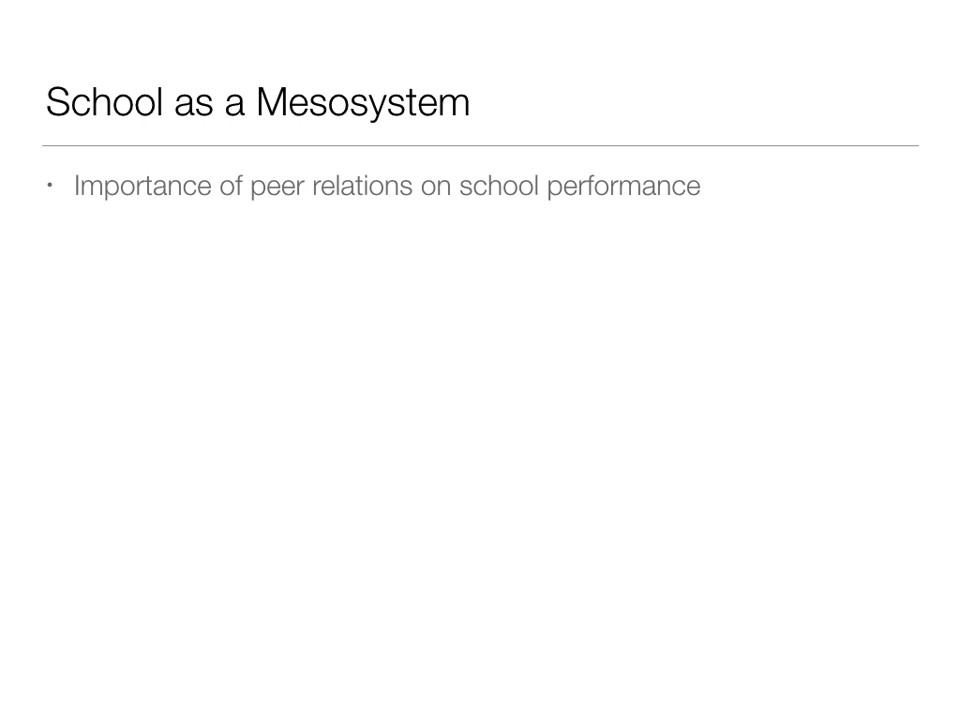 School as a Mesosystem
• Importance of peer relations on school performance